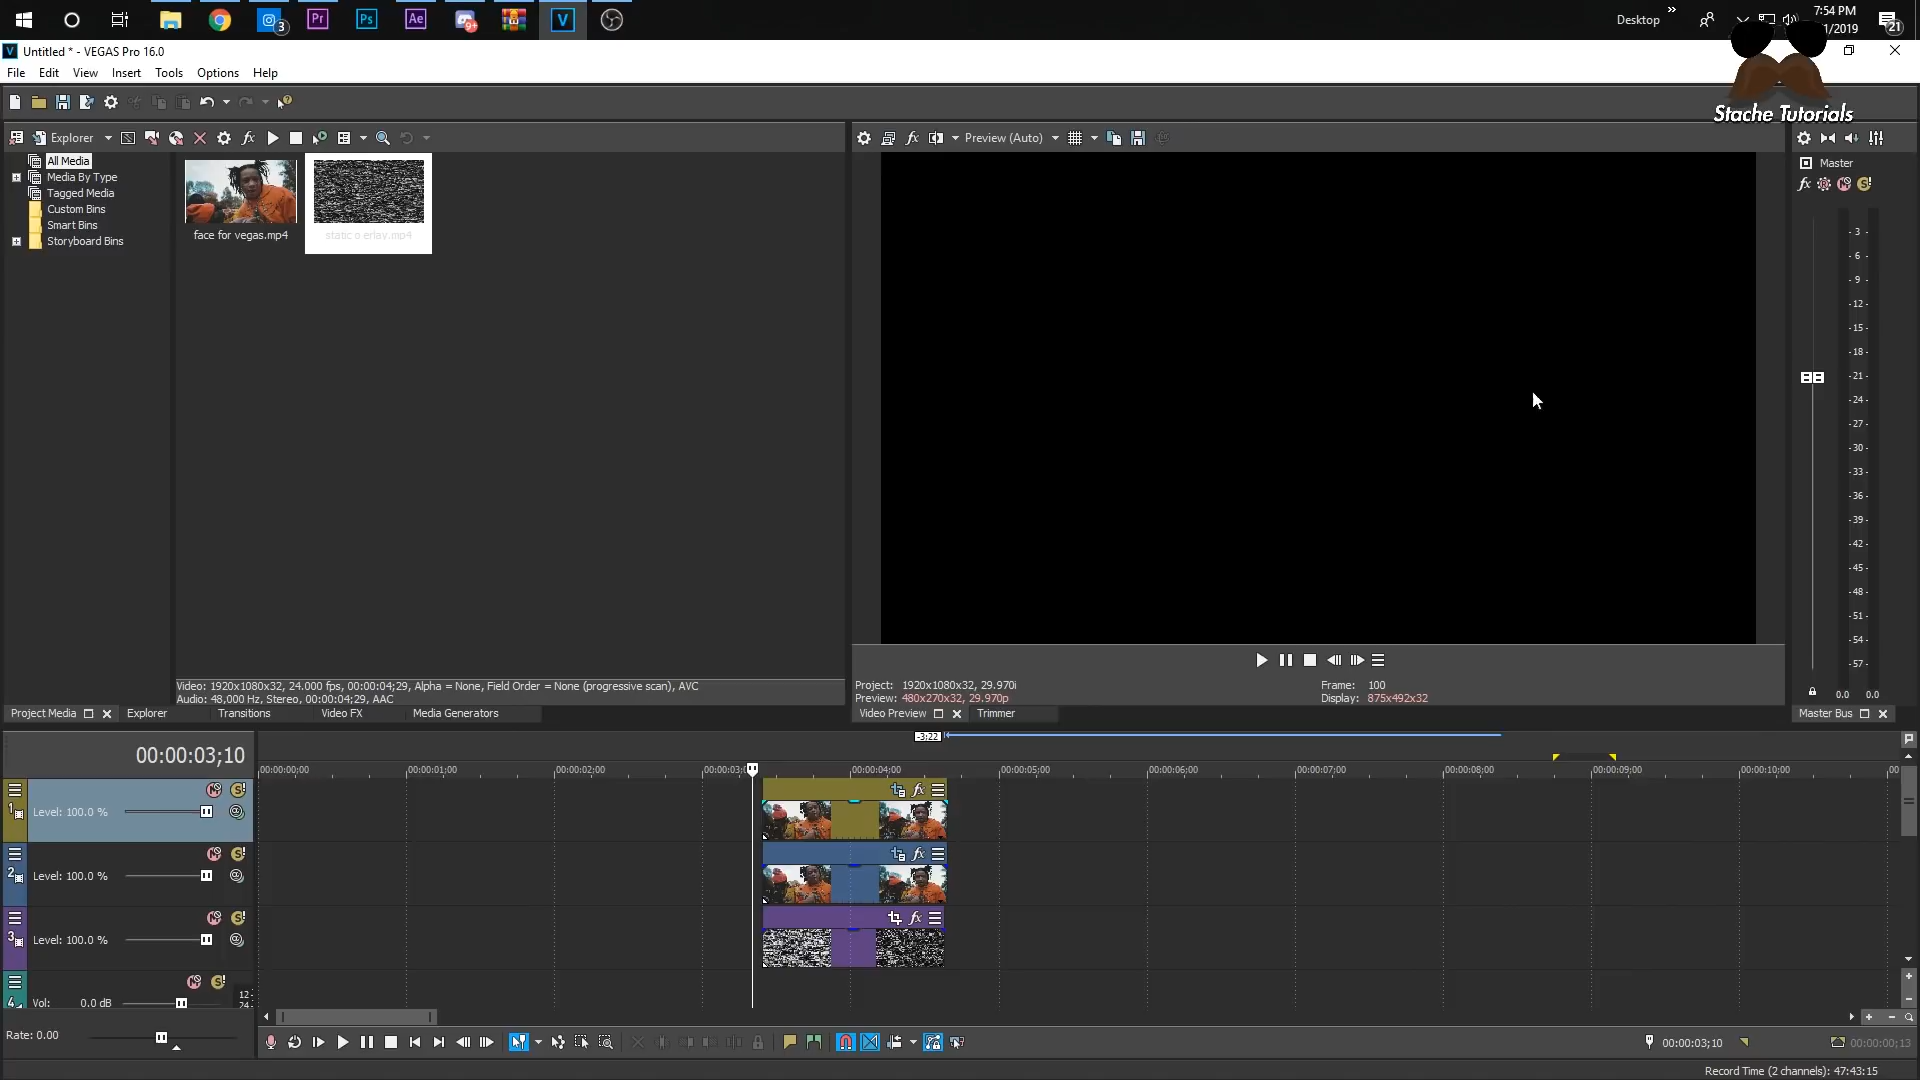 3
9+
Desktop
7:54 PM
1/2019
21
Untitled * - VEGAS Pro 16.0
File Edit View Insert Tools Options Help
Stache Tutorials
Explorer
Preview (Auto)
All Media
Media By Type
Tagged Media
Custom Bins
Smart Bins
Storyboard Bins
face for vegas.mp4
static o erlay.mp4
Master
- 3 -
- 6 -
- 9 -
- 12 -
- 15 -
- 18 -
- 21 -
- 24 -
- 27 -
- 30 -
- 33 -
- 36 -
- 39 -
- 42 -
- 45 -
- 48 -
- 51 -
- 54 -
- 57 -
0.0 0.0
Video: 1920x1080x32, 24.000 fps, 00:00:04;29, Alpha = None, Field Order = None (progressive scan), AVC
Audio: 48,000 Hz, Stereo, 00:00:04;29, AAC
Project: 1920x1080x32, 29.970i
Preview: 480x270x32, 29.970p
Frame: 100
Display: 875x492x32
Project Media Explorer Transitions Video FX Media Generators
Video Preview Trimmer
Master Bus
00:00:03;10
-3;22
00:00:00;00 00:00:01;00 00:00:02;00 00:00:03;0 00:00:04;00 00:00:05;00 00:00:06;00 00:00:07;00 00:00:08;00 00:00:09;00 00:00:10;00 00
1 Level: 100.0 %
2 Level: 100.0 %
3 Level: 100.0 %
4 Vol: 0.0 dB
12
24
Rate: 0.00
00:00:03;10
00:00:00;13
Record Time (2 channels): 47:43:15